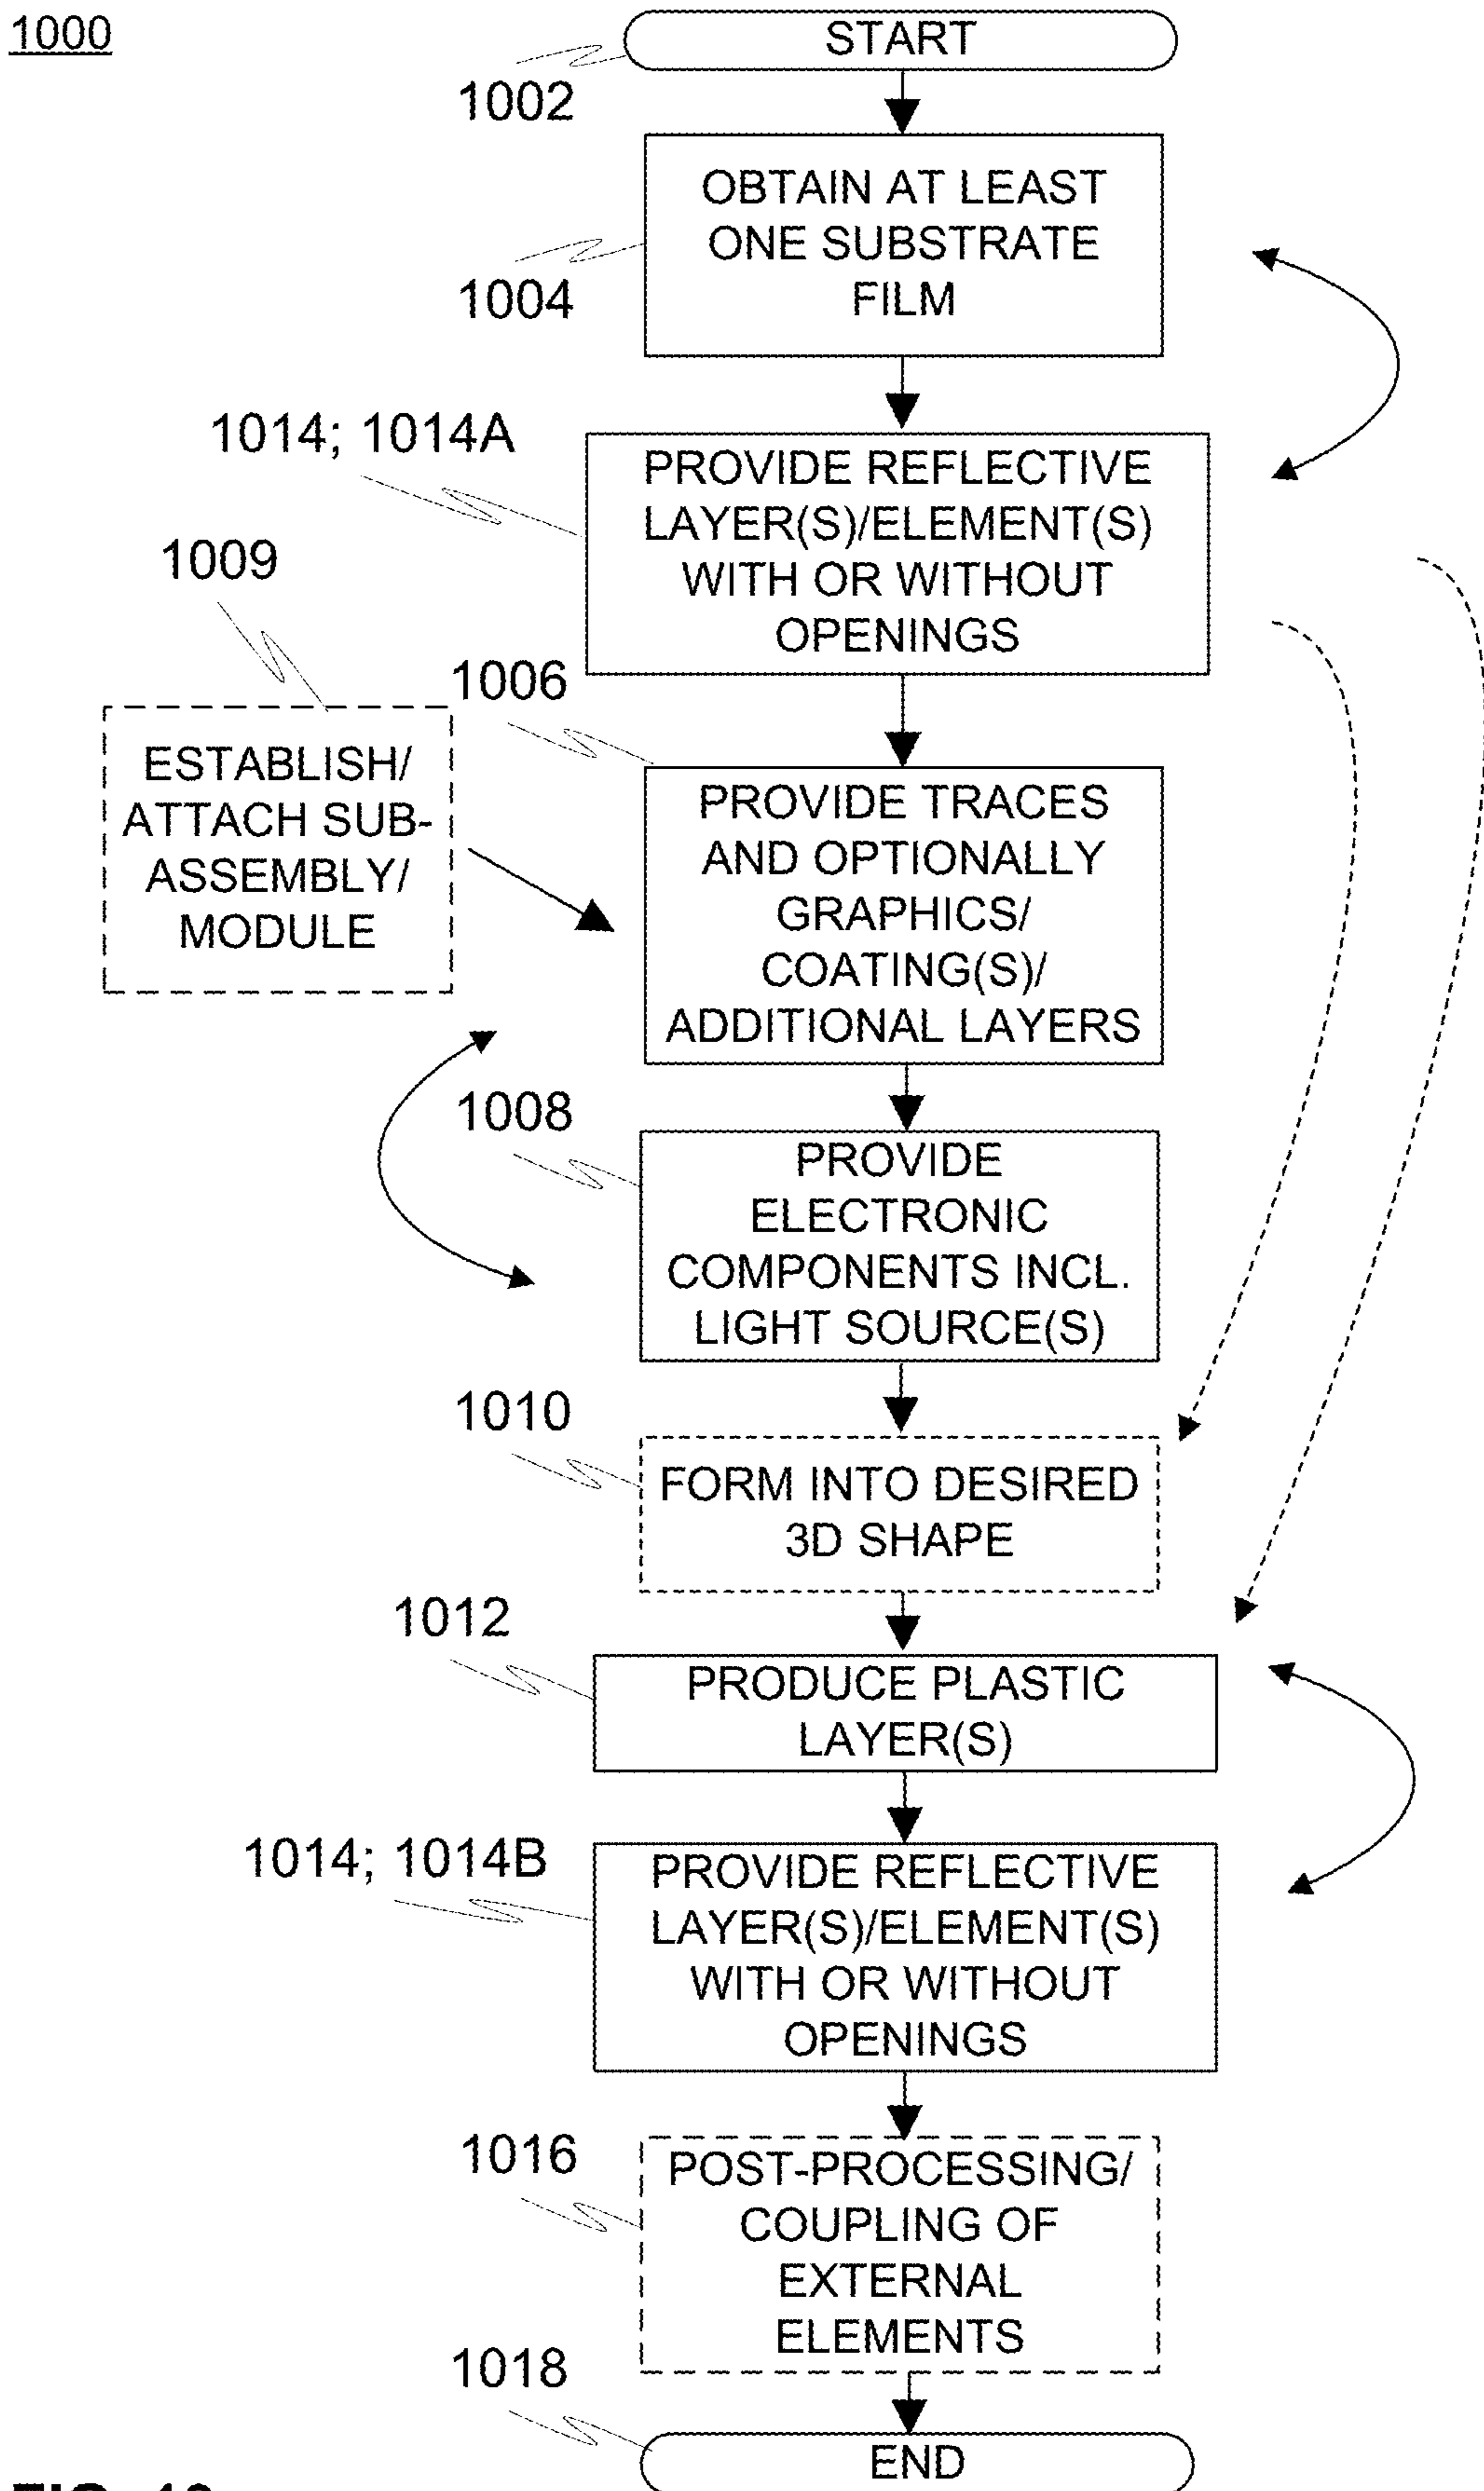 1000
START
1002
OBTAIN AT LEAST
ONE SUBSTRATE
FILM
1004
1014; 1014A
PROVIDE REFLECTIVE
LAYER(S)/ELEMENT(S)
WITH OR WITHOUT
OPENINGS
1009
ESTABLISH/
ATTACH SUB-
ASSEMBLY/
MODULE
1006
PROVIDE TRACES
AND OPTIONALLY
GRAPHICS/
COATING(S)/
ADDITIONAL LAYERS
1008
PROVIDE
ELECTRONIC
COMPONENTS INCL.
LIGHT SOURCE(S)
1010
FORM INTO DESIRED
3D SHAPE
1012
PRODUCE PLASTIC
LAYER(S)
1014; 1014B
PROVIDE REFLECTIVE
LAYER(S)/ELEMENT(S)
WITH OR WITHOUT
OPENINGS
1016
POST-PROCESSING/
COUPLING OF
EXTERNAL
ELEMENTS
1018
END